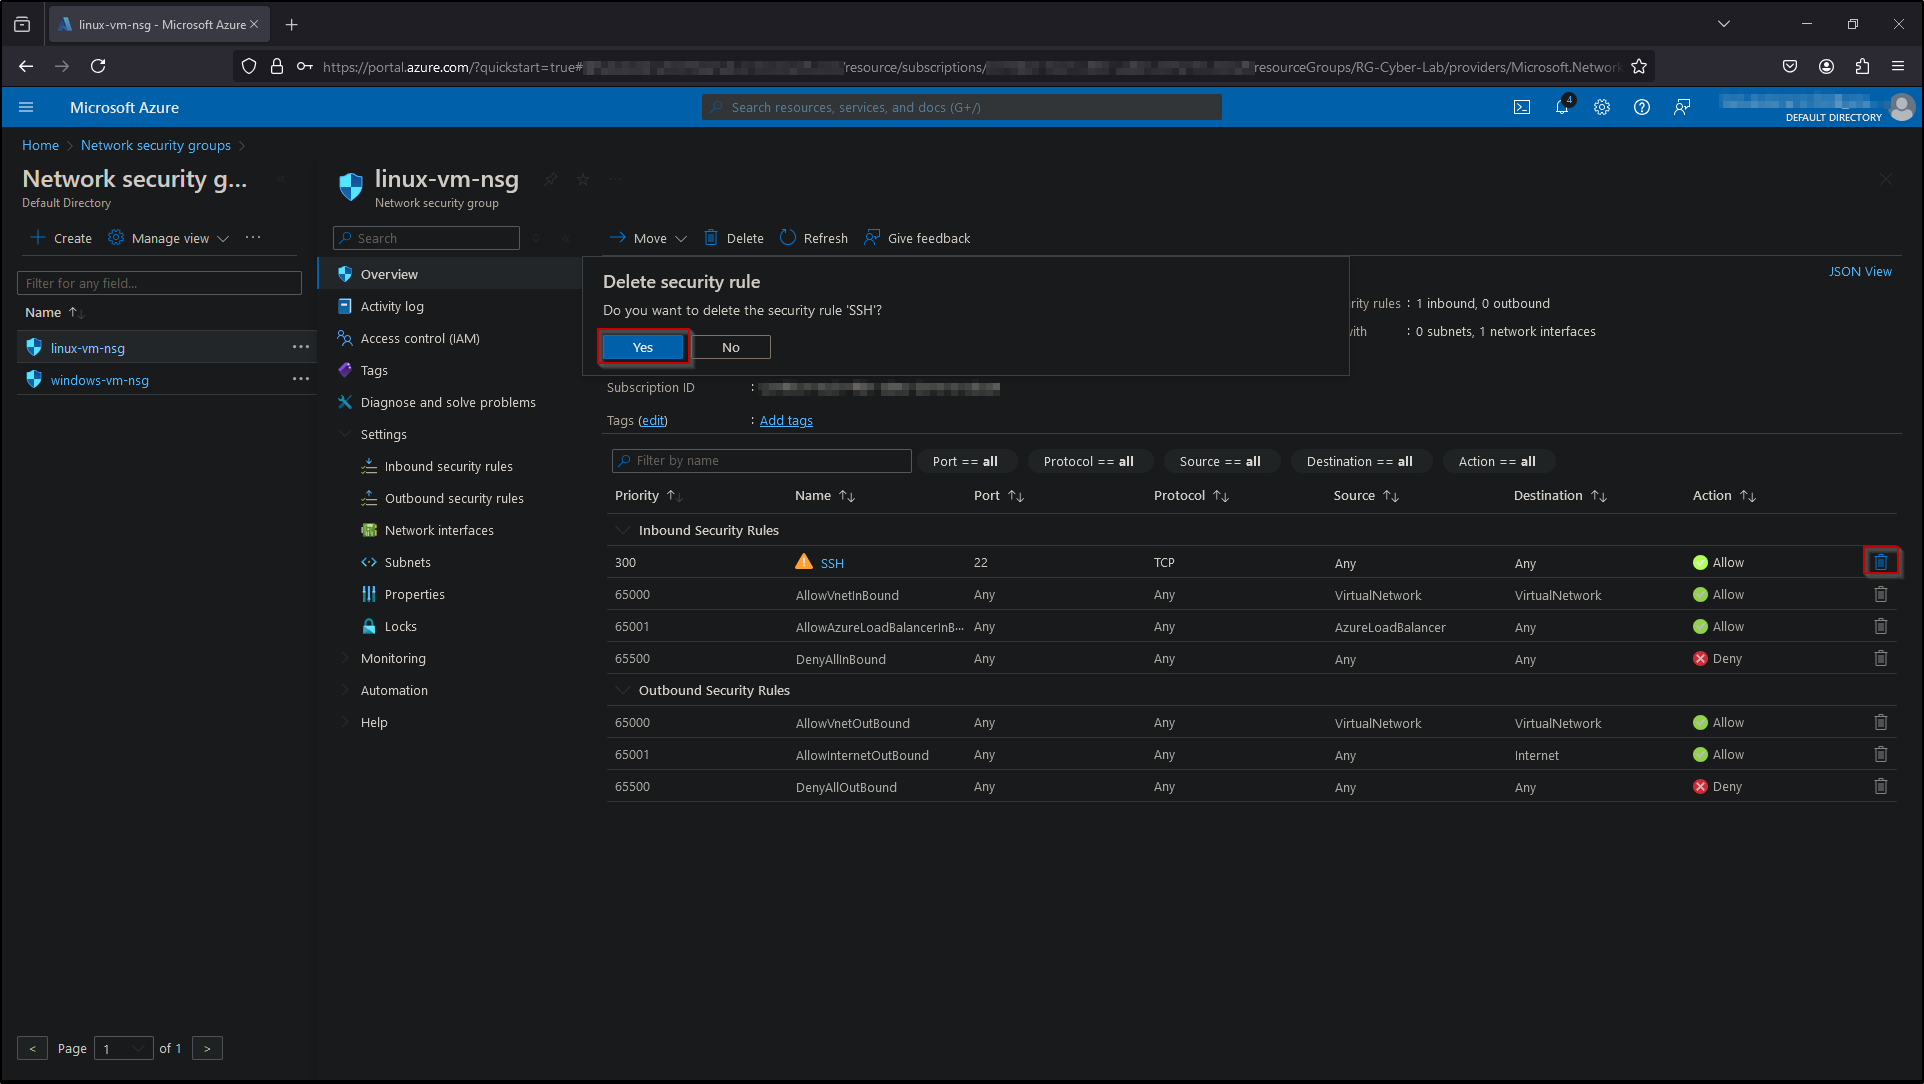 linux-vm-nsg - Microsoft Azure
https://portal.azure.com/?quickstart=true# /resource/subscriptions/ resourceGroups/RG-Cyber-Lab/providers/Microsoft.Network
Microsoft Azure
Search resources, services, and docs (G+/)
4
DEFAULT DIRECTORY
Home > Network security groups >
Network security g...
Default Directory
Create Manage view ...
Filter for any field...
Name
linux-vm-nsg
windows-vm-nsg
< Page 1 of 1 >
linux-vm-nsg
Network security group
Search
Overview
Activity log
Access control (IAM)
Tags
Diagnose and solve problems
Settings
Inbound security rules
Outbound security rules
Network interfaces
Subnets
Properties
Locks
Monitoring
Automation
Help
Move Delete Refresh Give feedback
Delete security rule
Do you want to delete the security rule 'SSH'?
Yes No
JSON View
rity rules : 1 inbound, 0 outbound
with : 0 subnets, 1 network interfaces
Subscription ID :
Tags (edit) : Add tags
Filter by name Port == all Protocol == all Source == all Destination == all Action == all
Priority Name Port Protocol Source Destination Action
Inbound Security Rules
300 SSH 22 TCP Any Any Allow
65000 AllowVnetInBound Any Any VirtualNetwork VirtualNetwork Allow
65001 AllowAzureLoadBalancerInB... Any Any AzureLoadBalancer Any Allow
65500 DenyAllInBound Any Any Any Any Deny
Outbound Security Rules
65000 AllowVnetOutBound Any Any VirtualNetwork VirtualNetwork Allow
65001 AllowInternetOutBound Any Any Any Internet Allow
65500 DenyAllOutBound Any Any Any Any Deny